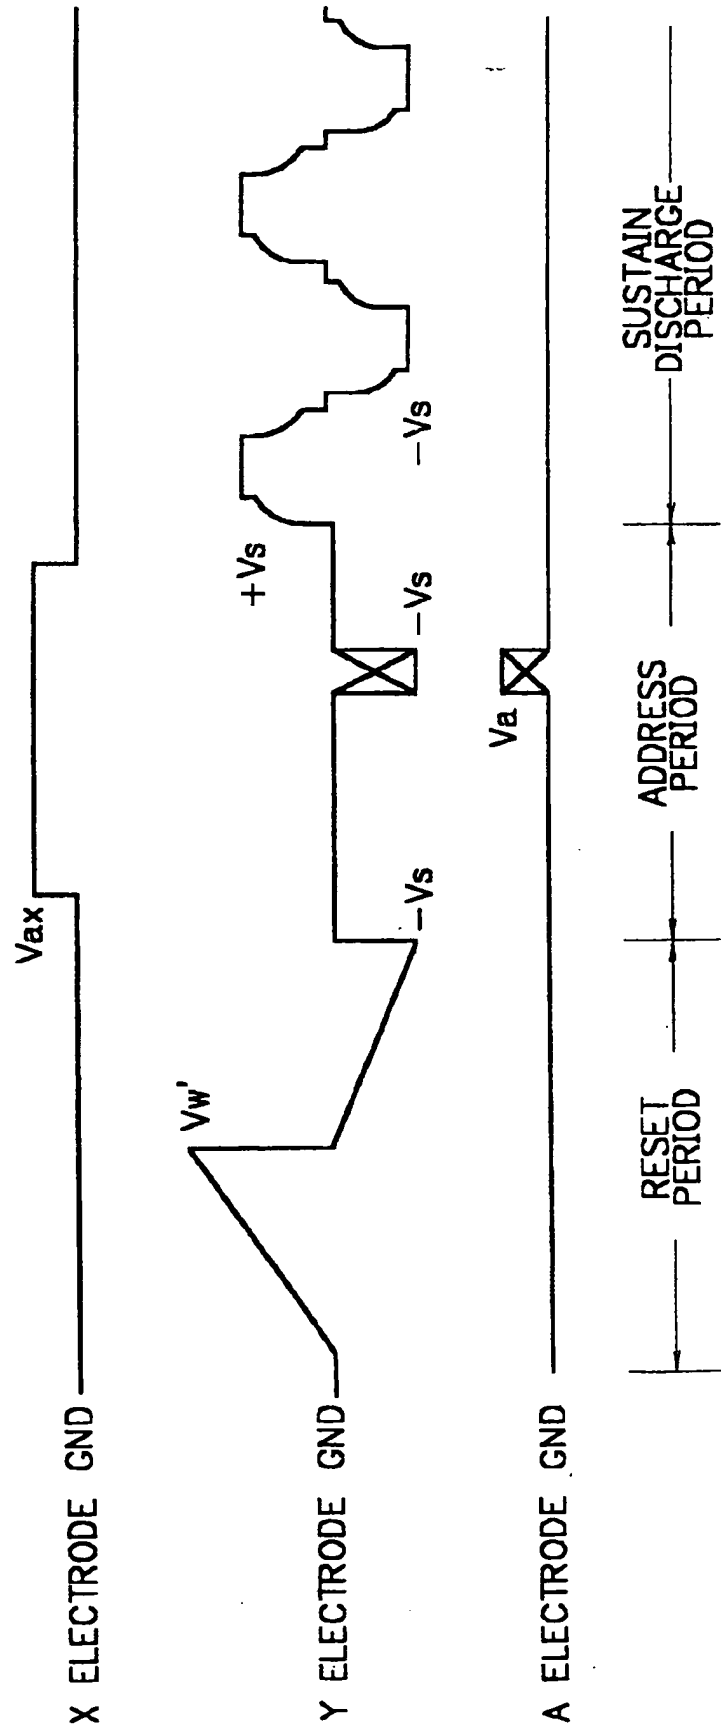 X ELECTRODE GND
Vax
Y ELECTRODE GND
Vw'
−Vs
−Vs
+Vs
−Vs
A ELECTRODE GND
Va
RESET
PERIOD
ADDRESS
PERIOD
SUSTAIN
DISCHARGE
PERIOD